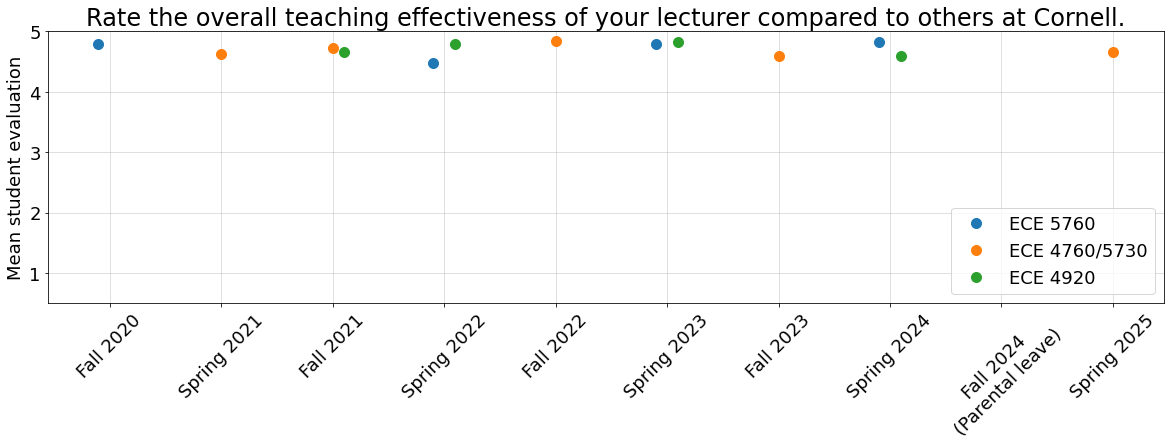 Rate the overall teaching effectiveness of your lecturer compared to others at Cornell.
Mean student evaluation
5
4
3
2
1
ECE 5760
ECE 4760/5730
ECE 4920
Fall 2020
Spring 2021
Fall 2021
Spring 2022
Fall 2022
Spring 2023
Fall 2023
Spring 2024
Fall 2024
(Parental leave)
Spring 2025